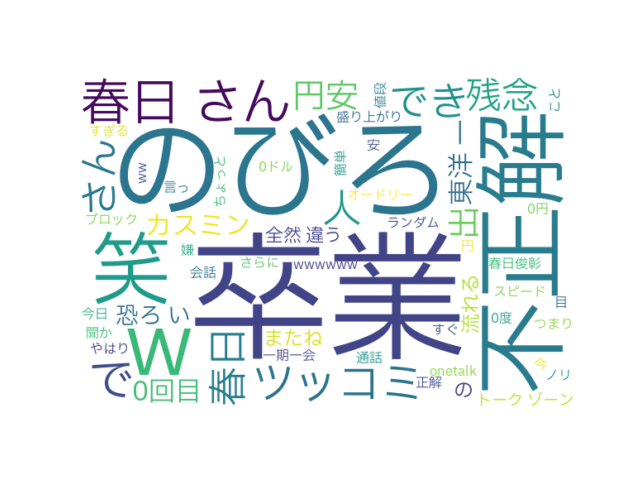 春日 さん
円安
値段
でき
残念
こと
すぎる
のびろ
盛り上がり
不正解
さん
ww
言っ
ちょっと
0ドル
簡単
安
東洋 一
オードリー
人
カスミン
ランダム
出
0円
ブロック
笑
卒業
全然 違う
円
嫌
さらに
wwwwww
会話
春日俊彰
流れる
スピード
目
今日
恐ろ い
w
またね
すぐ
0度
つまり
聞か
やはり
春日
一期一会
通話
で
0回目
ツッコミ
正解
onetalk
の
今
ノリ
トーク ゾーン